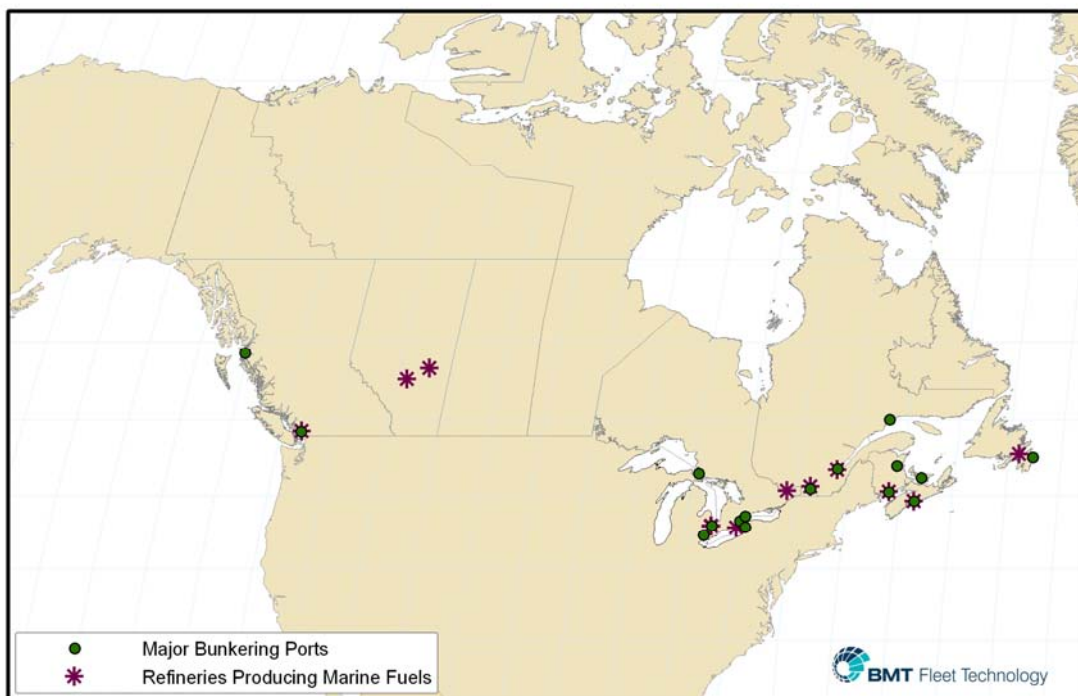 Major Bunkering Ports
Refineries Producing Marine Fuels
BMT Fleet Technology